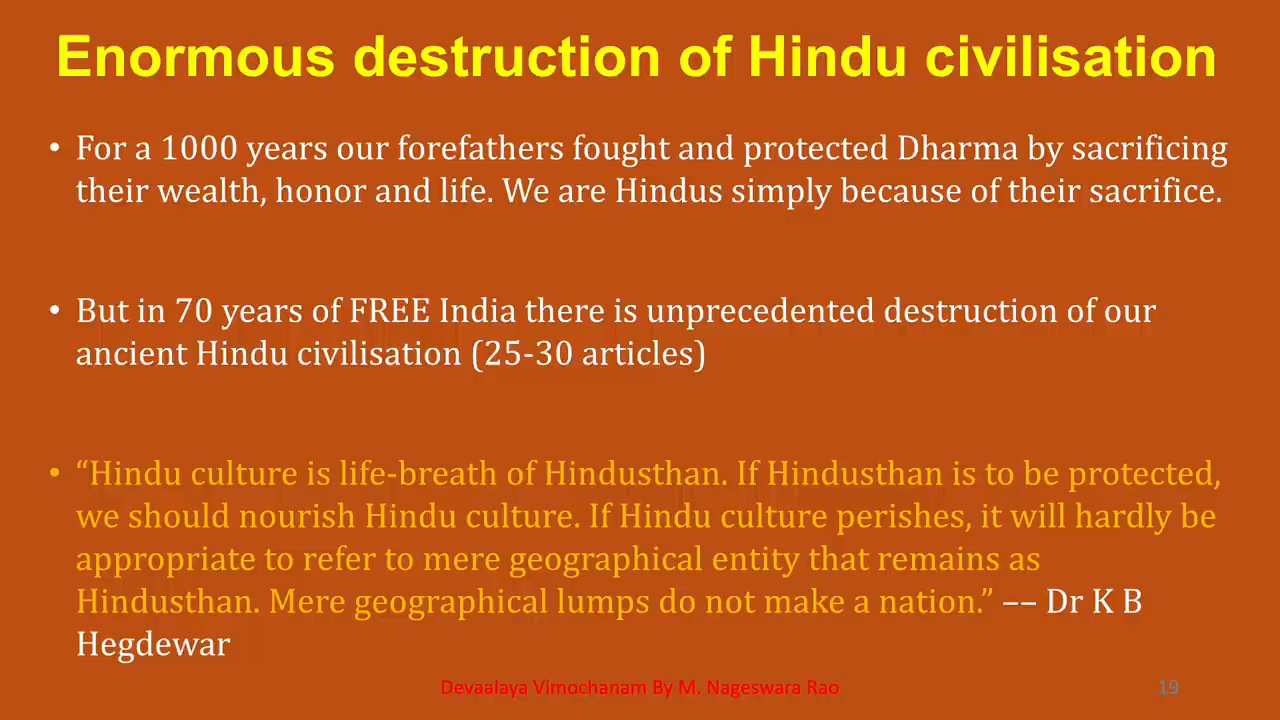 Enormous destruction of Hindu civilisation
• For a 1000 years our forefathers fought and protected Dharma by sacrificing
their wealth, honor and life. We are Hindus simply because of their sacrifice.
• But in 70 years of FREE India there is unprecedented destruction of our
ancient Hindu civilisation (25-30 articles)
• “Hindu culture is life-breath of Hindusthan. If Hindusthan is to be protected,
we should nourish Hindu culture. If Hindu culture perishes, it will hardly be
appropriate to refer to mere geographical entity that remains as
Hindusthan. Mere geographical lumps do not make a nation.” –– Dr K B
Hegdewar
Devaalaya Vimochanam By M. Nageswara Rao 19